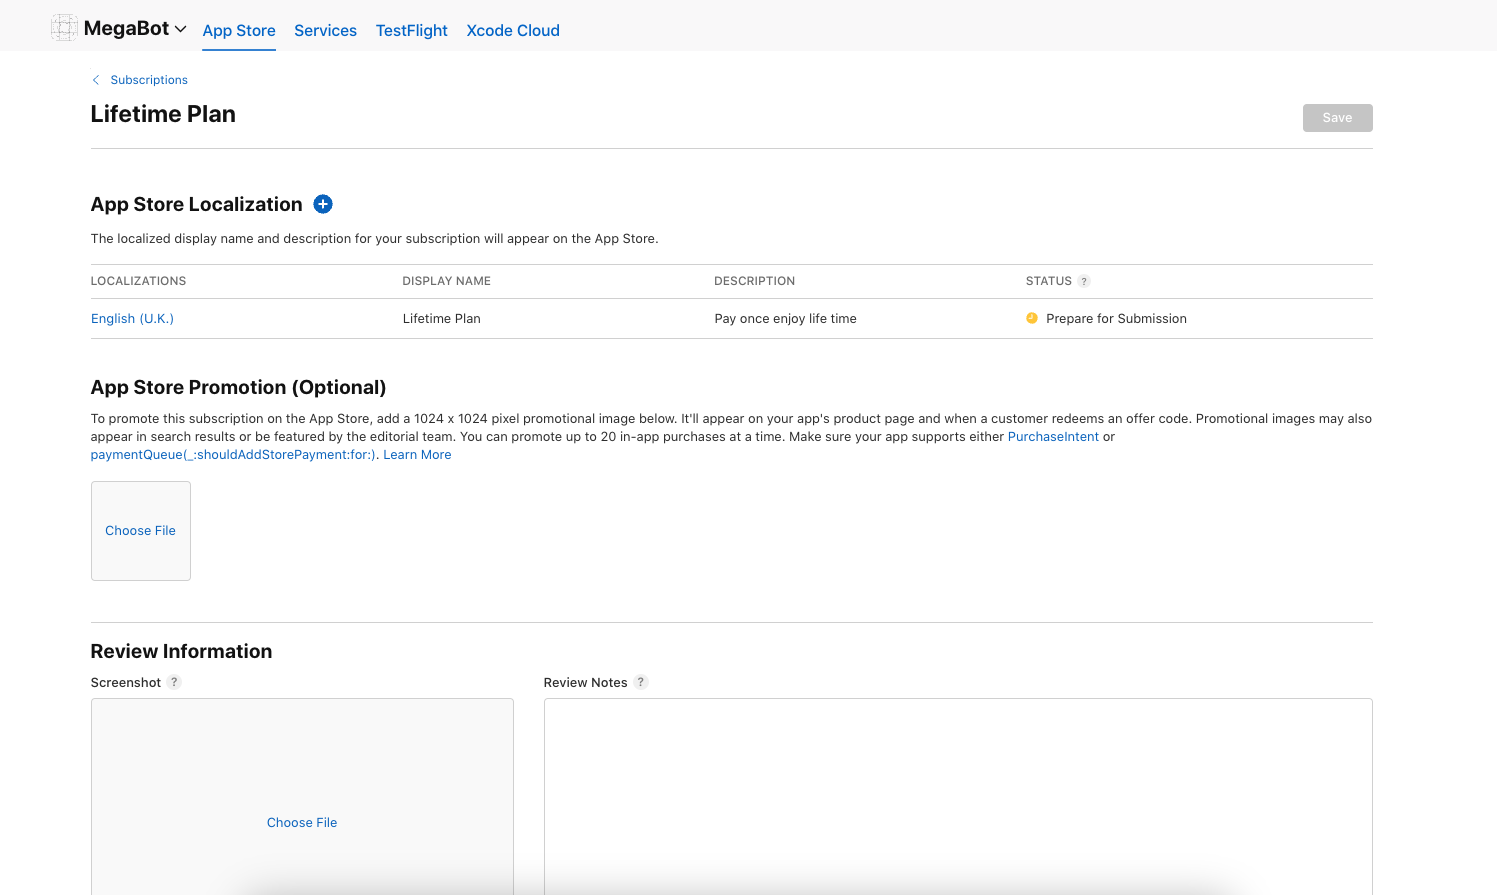 MegaBot App Store Services TestFlight Xcode Cloud
Subscriptions
Lifetime Plan
Save
App Store Localization
The localized display name and description for your subscription will appear on the App Store.
LOCALIZATIONS DISPLAY NAME DESCRIPTION STATUS ?
English (U.K.) Lifetime Plan Pay once enjoy life time Prepare for Submission
App Store Promotion (Optional)
To promote this subscription on the App Store, add a 1024 x 1024 pixel promotional image below. It'll appear on your app's product page and when a customer redeems an offer code. Promotional images may also
appear in search results or be featured by the editorial team. You can promote up to 20 in-app purchases at a time. Make sure your app supports either PurchaseIntent or
paymentQueue(_:shouldAddStorePayment:for:). Learn More
Choose File
Review Information
Screenshot ? Review Notes ?
Choose File